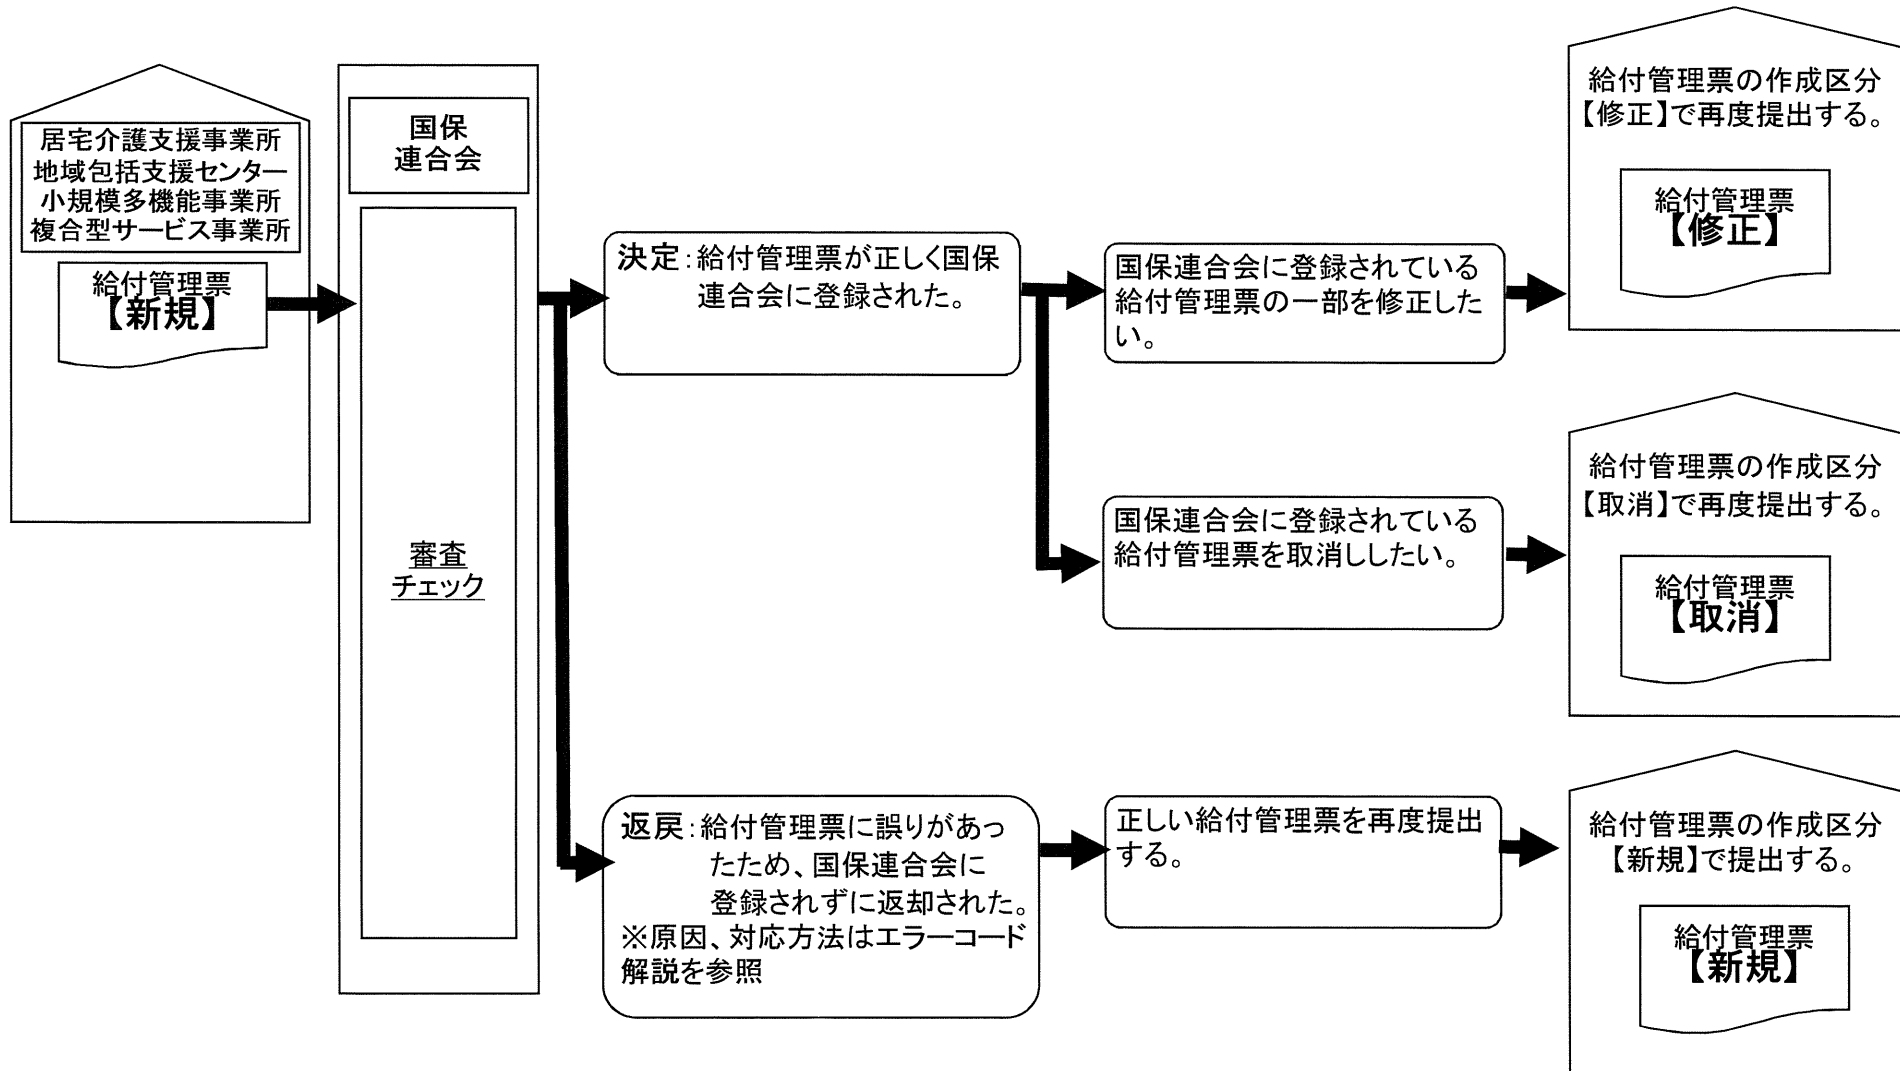 居宅介護支援事業所
地域包括支援センター
小規模多機能事業所
複合型サービス事業所
給付管理票
【新規】
国保
連合会
審査
チェック
決定：給付管理票が正しく国保
連合会に登録された。
返戻：給付管理票に誤りがあっ
たため、国保連合会に
登録されずに返却された。
※原因、対応方法はエラーコード
解説を参照
国保連合会に登録されている
給付管理票の一部を修正した
い。
国保連合会に登録されている
給付管理票を取消ししたい。
正しい給付管理票を再度提出
する。
給付管理票の作成区分
【修正】で再度提出する。
給付管理票
【修正】
給付管理票の作成区分
【取消】で再度提出する。
給付管理票
【取消】
給付管理票の作成区分
【新規】で提出する。
給付管理票
【新規】